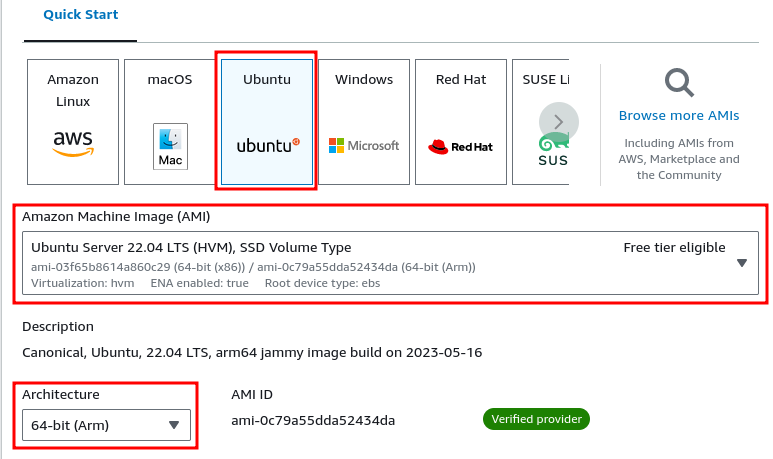 Quick Start
Amazon
Linux
aws
macOS
Mac
Ubuntu
ubuntu
Windows
Microsoft
Red Hat
Red Hat
SUSE Li
SUS
Browse more AMIs
Including AMIs from
AWS, Marketplace and
the Community
Amazon Machine Image (AMI)
Ubuntu Server 22.04 LTS (HVM), SSD Volume Type
Free tier eligible
ami-03f65b8614a860c29 (64-bit (x86)) / ami-0c79a55dda52434da (64-bit (Arm))
Virtualization: hvm ENA enabled: true Root device type: ebs
Description
Canonical, Ubuntu, 22.04 LTS, arm64 jammy image build on 2023-05-16
Architecture
64-bit (Arm)
AMI ID
ami-0c79a55dda52434da
Verified provider